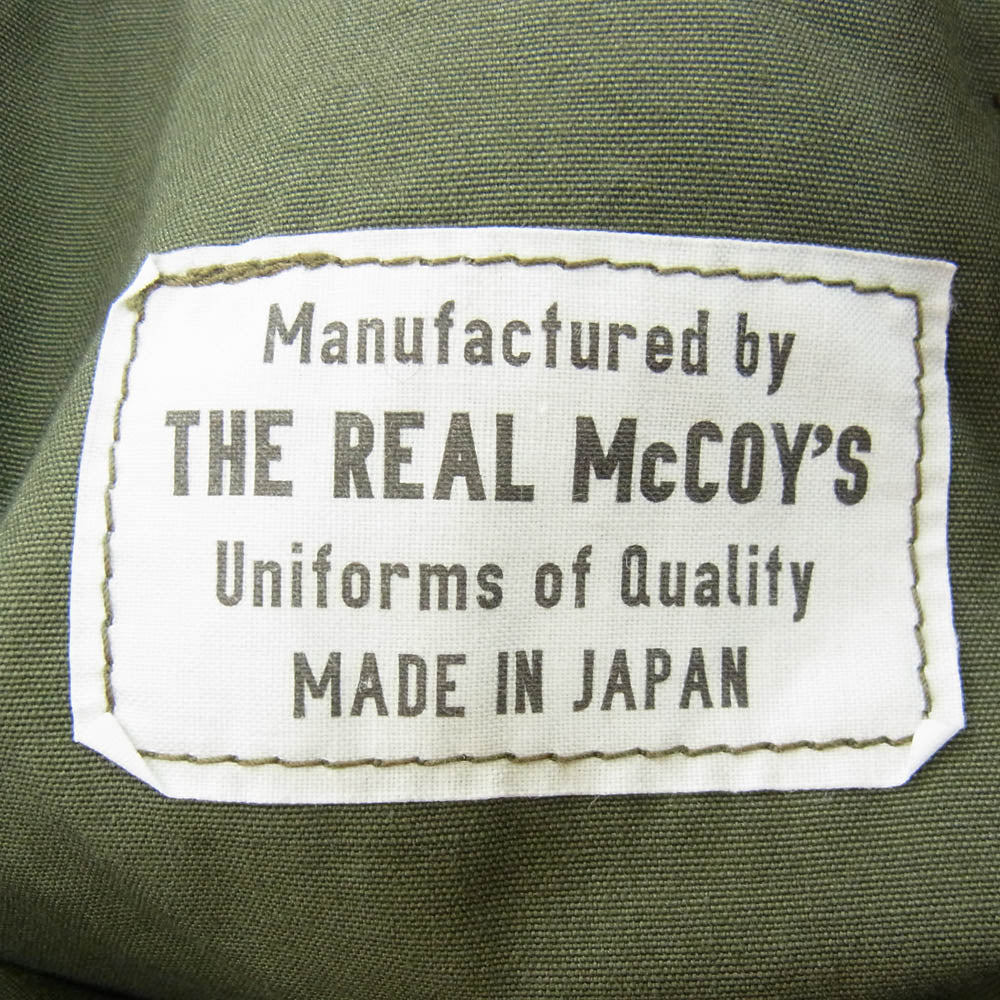 Manufactured by
THE REAL McCOY'S
Uniforms of Quality
MADE IN JAPAN